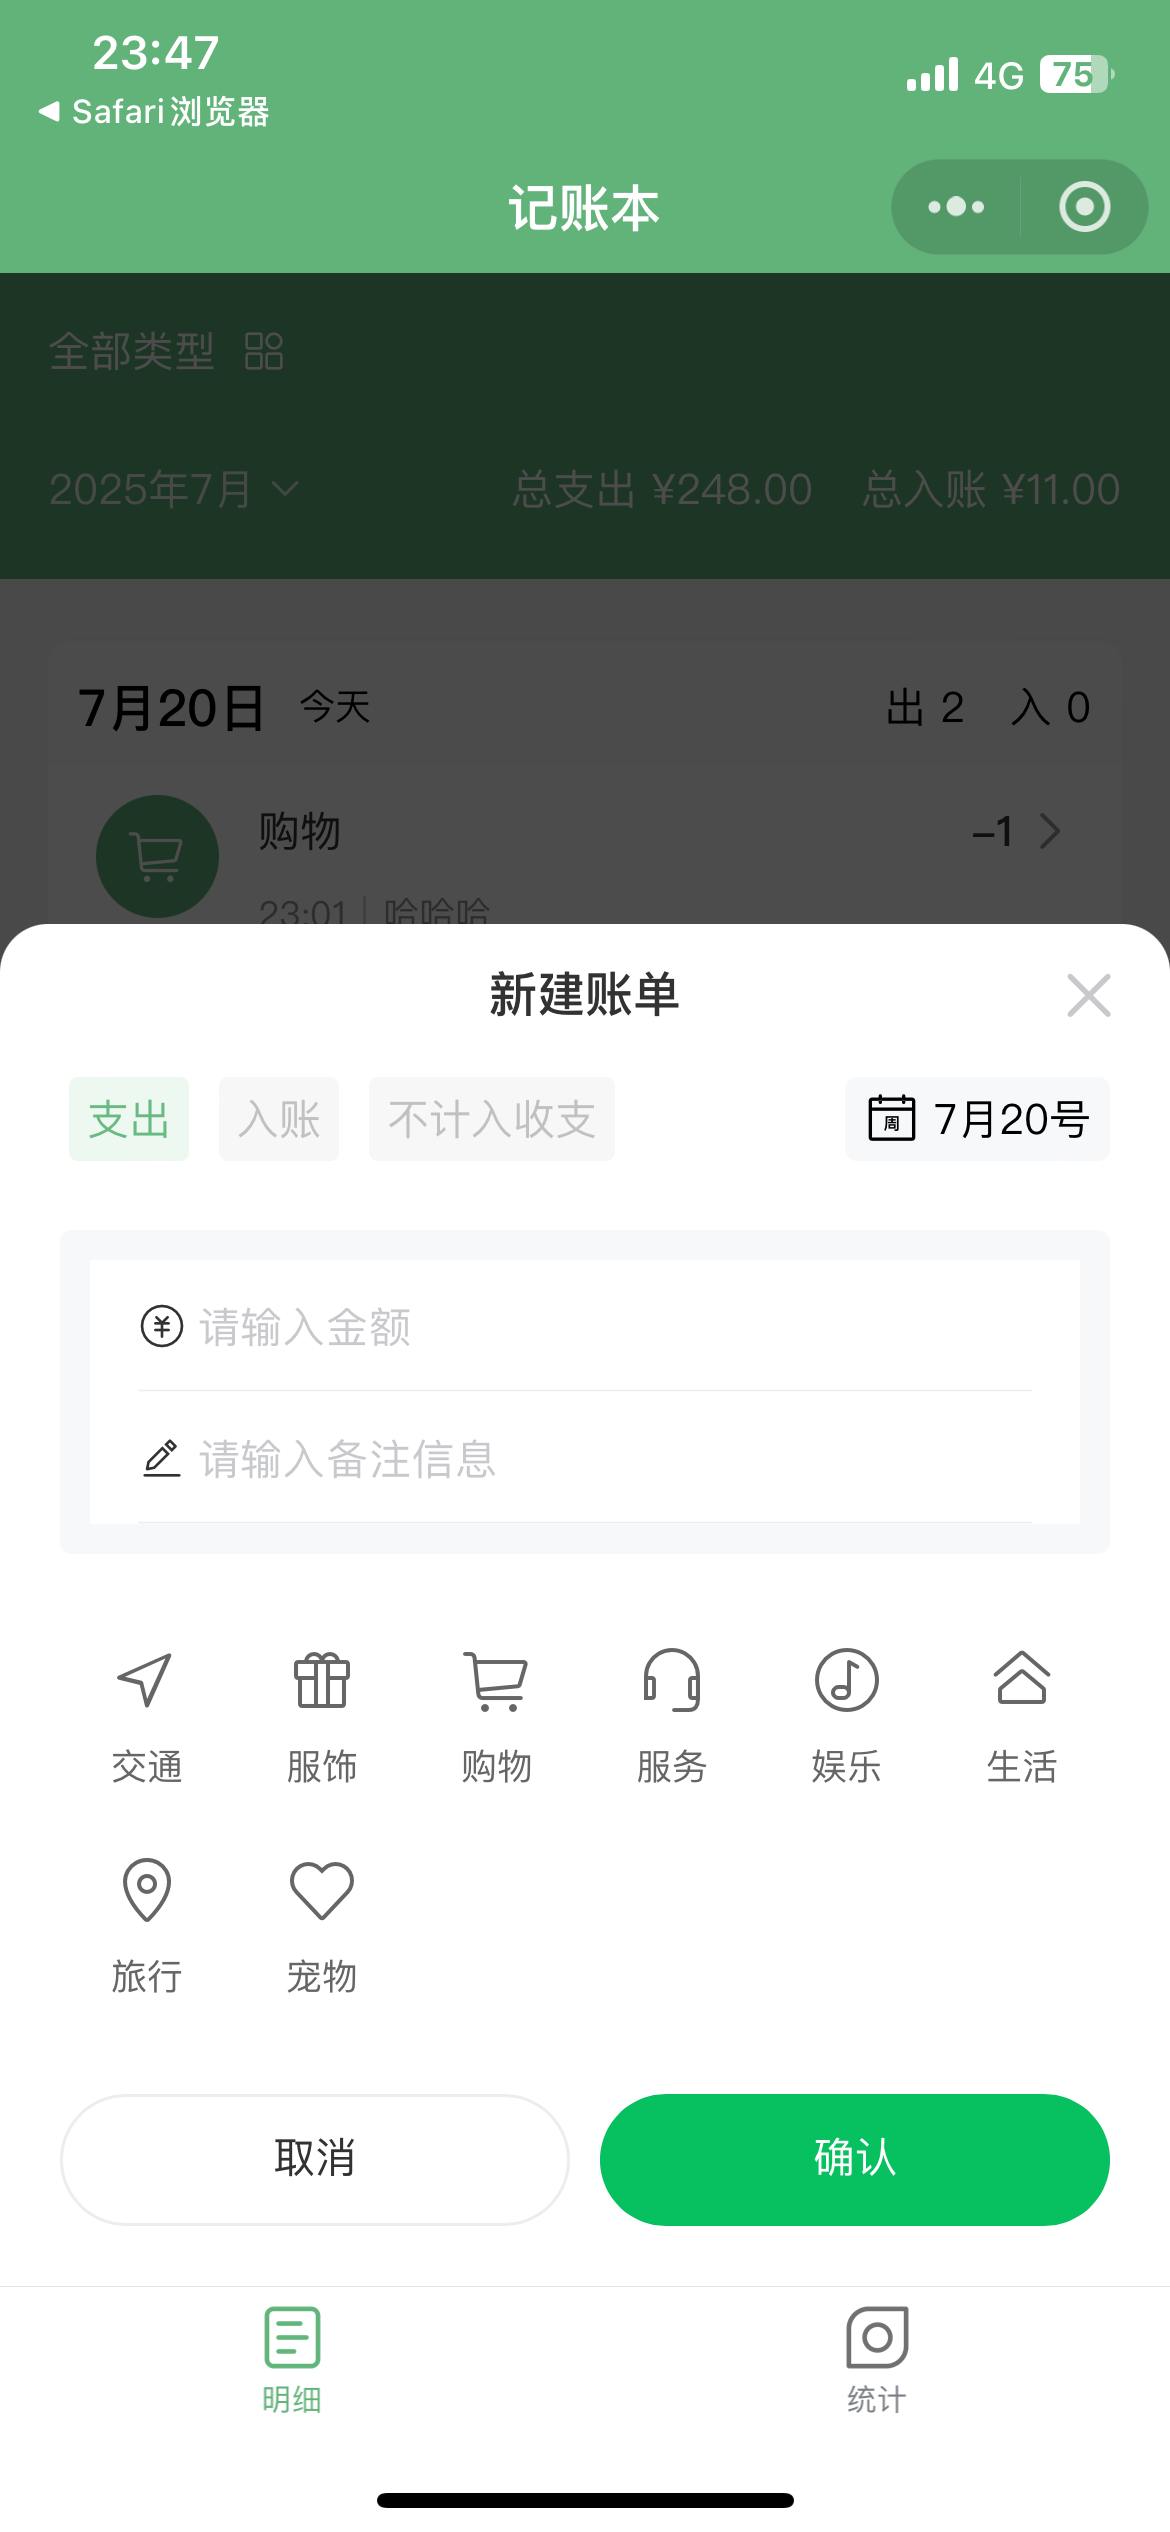 23:47
4G 75
Safari浏览器
记账本
全部类型
2025年7月 总支出 ¥248.00 总入账 ¥11.00
7月20日 今天 出 2 入 0
购物 -1
23:01 哈哈哈
新建账单
支出 入账 不计入收支 周 7月20号
请输入金额
请输入备注信息
交通 服饰 购物 服务 娱乐 生活
旅行 宠物
取消 确认
明细 统计